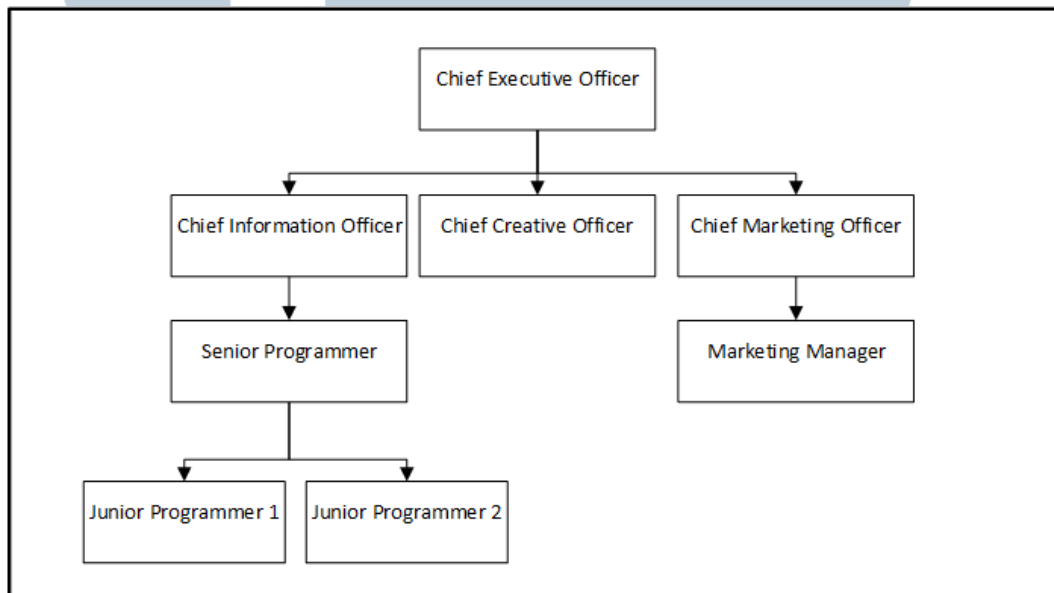 Chief Executive Officer
Chief Information Officer
Chief Creative Officer
Chief Marketing Officer
Senior Programmer
Marketing Manager
Junior Programmer 1
Junior Programmer 2